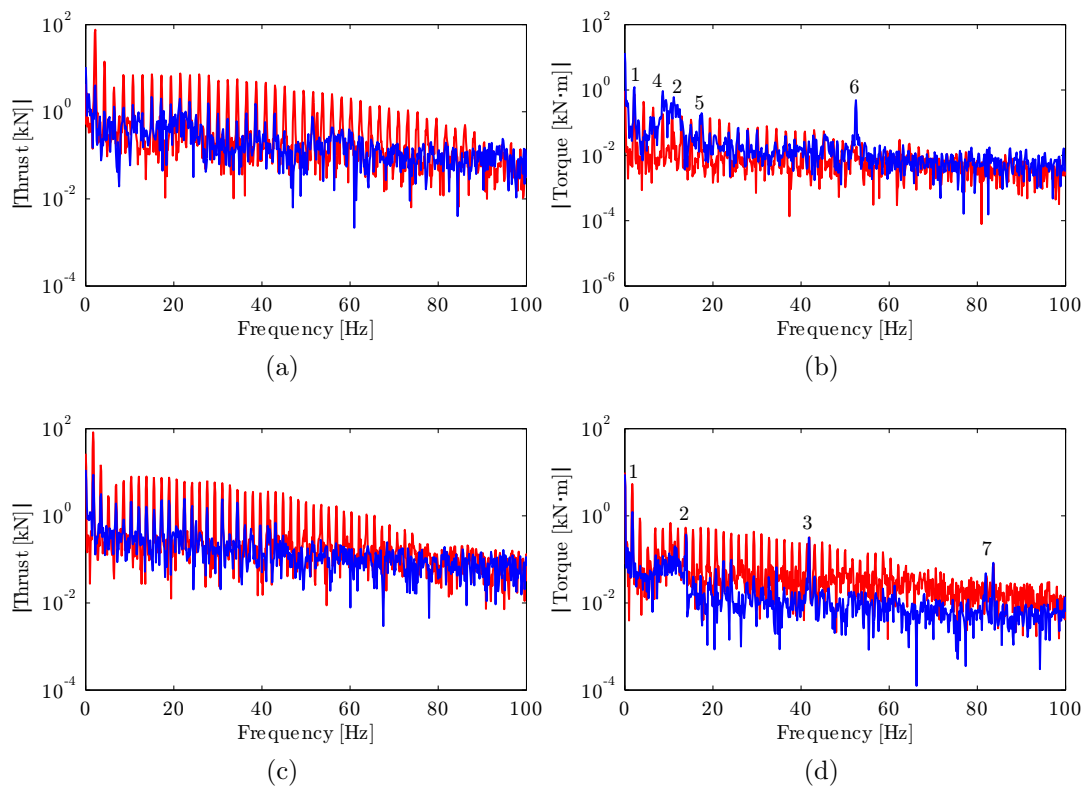 10^2
10^0
10^-2
10^-4
|Thrust [kN]|
0 20 40 60 80 100
Frequency [Hz]
(a)
10^2
10^0
10^-2
10^-4
10^-6
|Torque [kN·m]|
1 4 2 5 6
0 20 40 60 80 100
Frequency [Hz]
(b)
10^2
10^0
10^-2
10^-4
|Thrust [kN]|
0 20 40 60 80 100
Frequency [Hz]
(c)
10^2
10^0
10^-2
10^-4
|Torque [kN·m]|
1 2 3 7
0 20 40 60 80 100
Frequency [Hz]
(d)